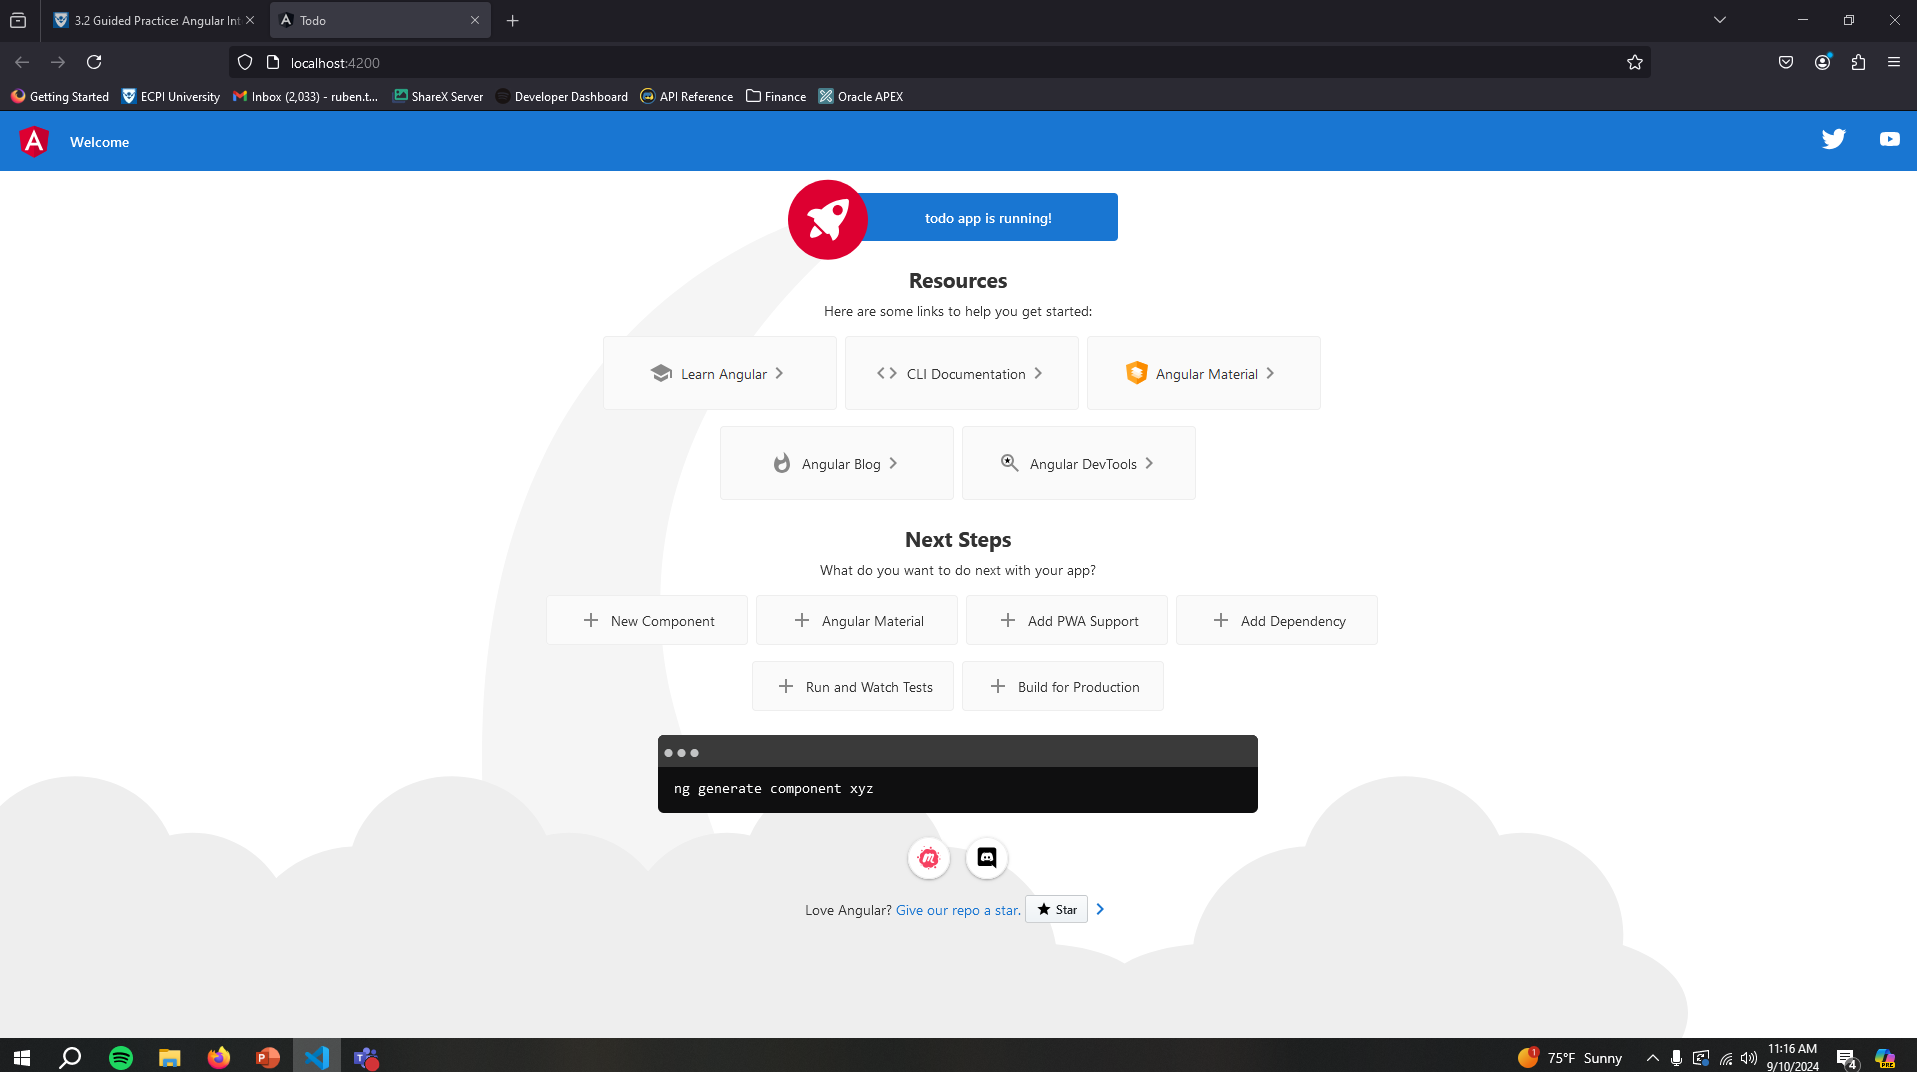 3.2 Guided Practice: Angular Int
Todo
localhost:4200
Getting Started
ECPI University
Inbox (2,033) - ruben.t...
ShareX Server
Developer Dashboard
API Reference
Finance
Oracle APEX
Welcome
todo app is running!
Resources
Here are some links to help you get started:
Learn Angular
CLI Documentation
Angular Material
Angular Blog
Angular DevTools
Next Steps
What do you want to do next with your app?
New Component
Angular Material
Add PWA Support
Add Dependency
Run and Watch Tests
Build for Production
ng generate component xyz
Love Angular? Give our repo a star. Star
75°F Sunny
11:16 AM
9/10/2024
4